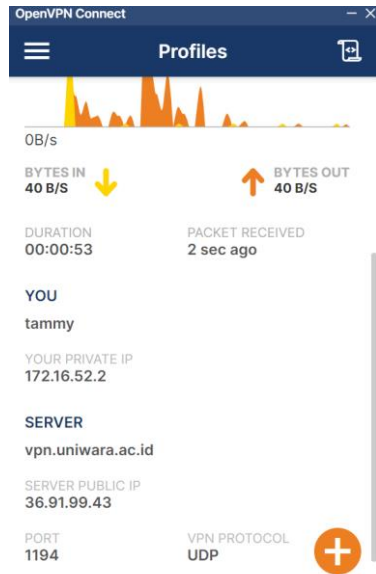 OpenVPN Connect
Profiles
0B/s
BYTES IN
40 B/S
BYTES OUT
40 B/S
DURATION
00:00:53
PACKET RECEIVED
2 sec ago
YOU
tammy
YOUR PRIVATE IP
172.16.52.2
SERVER
vpn.uniwara.ac.id
SERVER PUBLIC IP
36.91.99.43
PORT
1194
VPN PROTOCOL
UDP